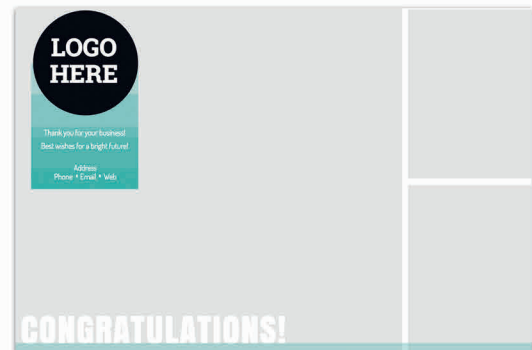 LOGO
HERE
Thank you for your business!
Best wishes for a bright future!
Address
Phone • Email • Web
CONGRATULATIONS!